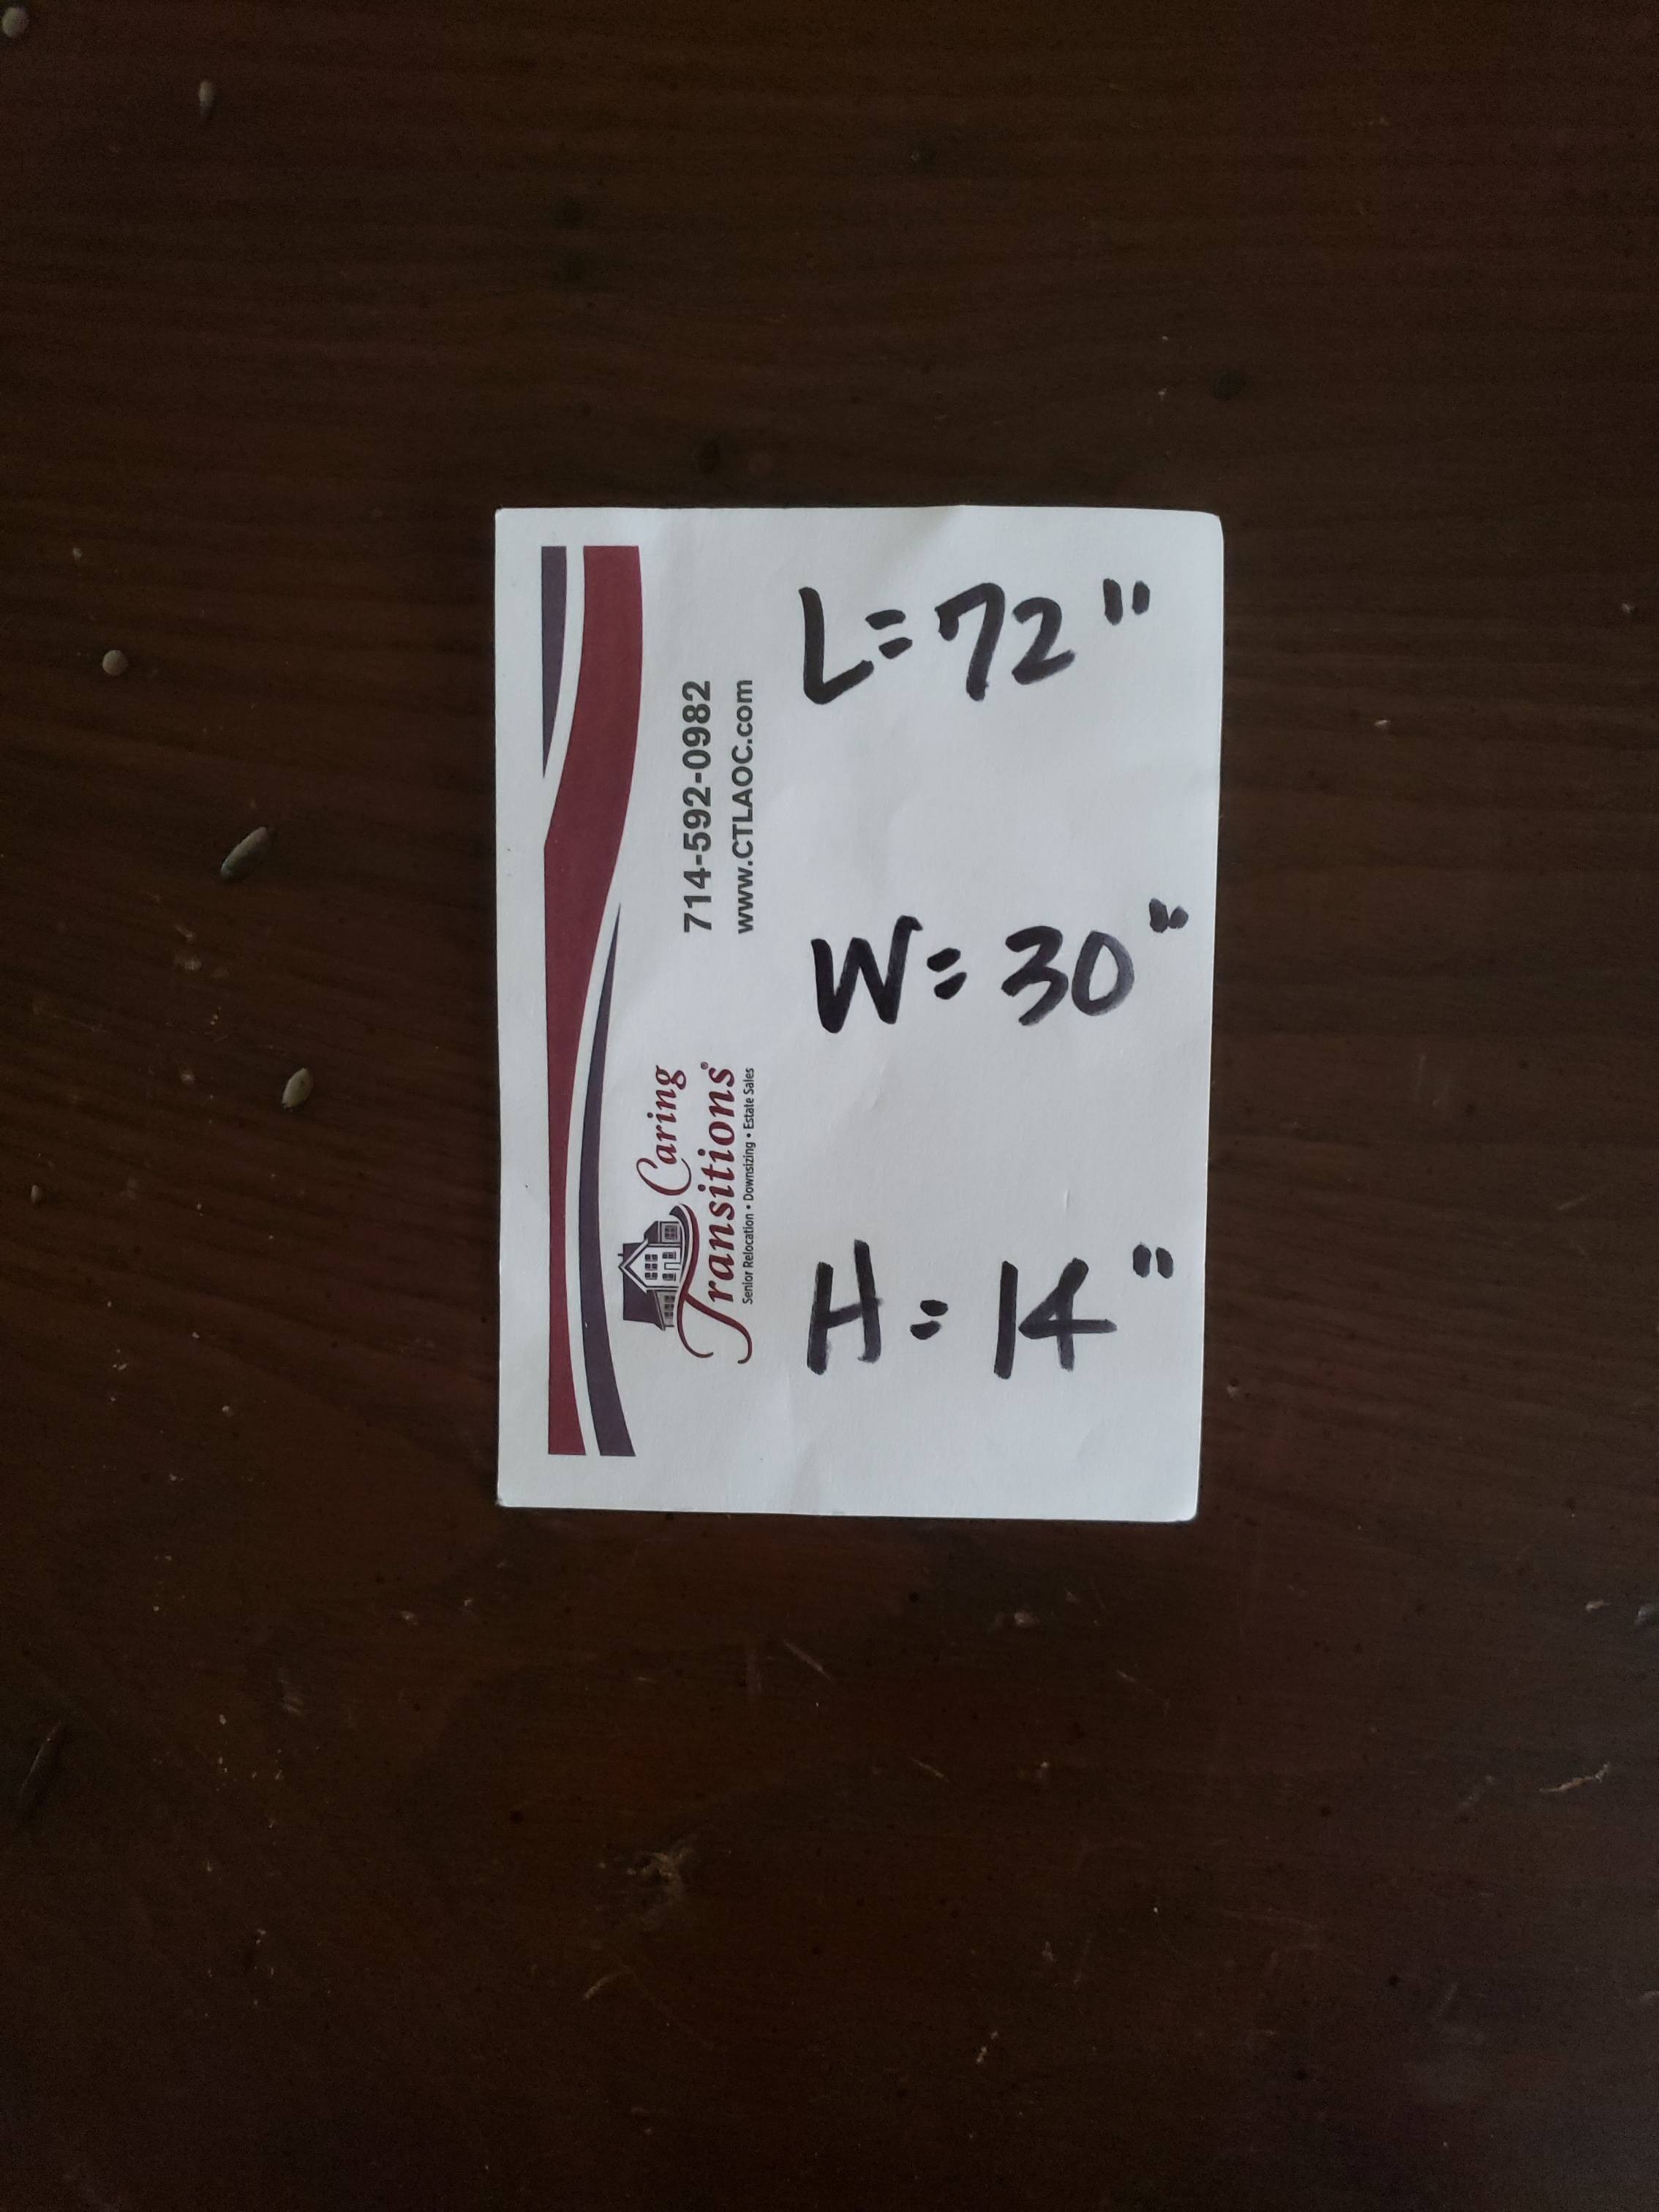 Caring
Transitions®
Senior Relocation • Downsizing • Estate Sales
714-592-0982
www.CTLAOC.com
L=72"
W=30"
H=14"